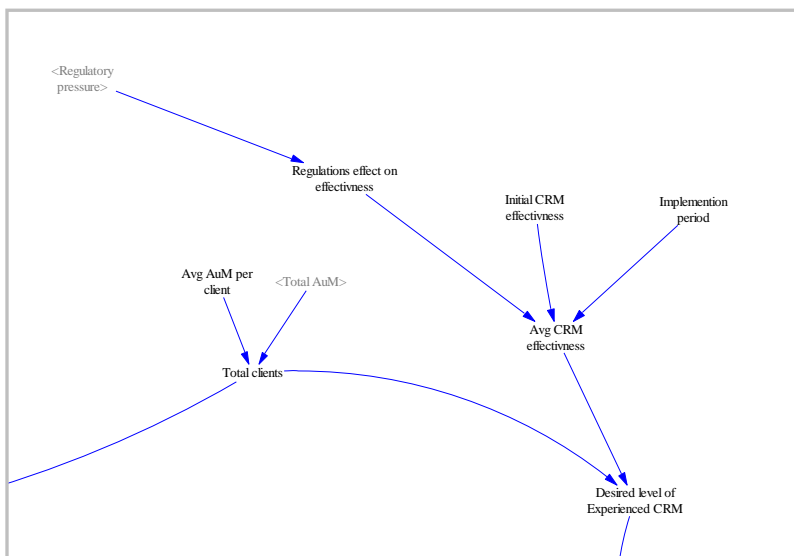 <Regulatory
pressure>
Regulations effect on
effectivness
Initial CRM
effectivness
Implemention
period
Avg AuM per
client
<Total AuM>
Avg CRM
effectivness
Total clients
Desired level of
Experienced CRM